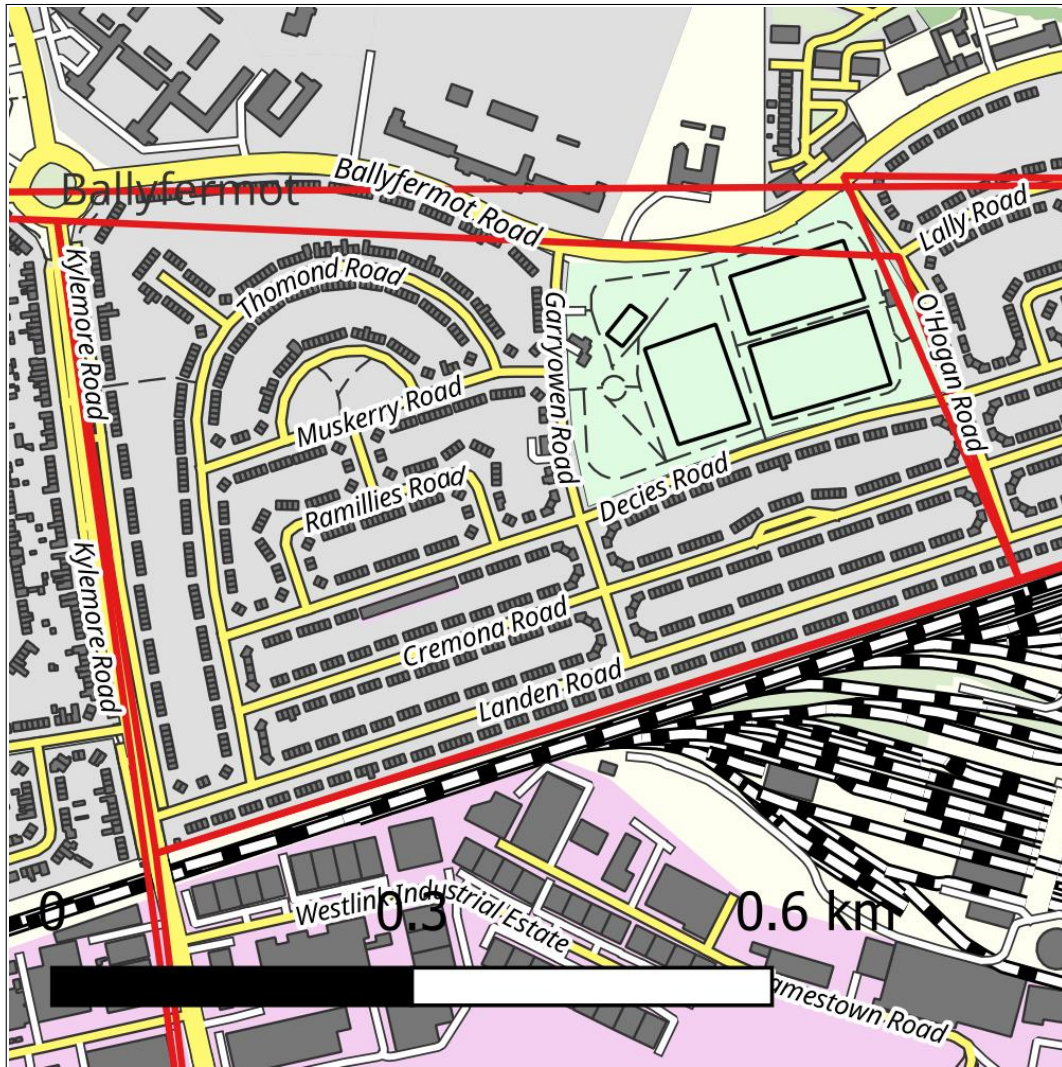 Ballyfermot
Ballyfermot Road
Lally Road
Kylemore Road
Thomond Road
Garryowen Road
O'Hogan Road
Muskerry Road
Ramillies Road
Decies Road
Kylemore Road
Cremona Road
Landen Road
Westlink Industrial Estate
0
0.3
0.6 km
amestown Road